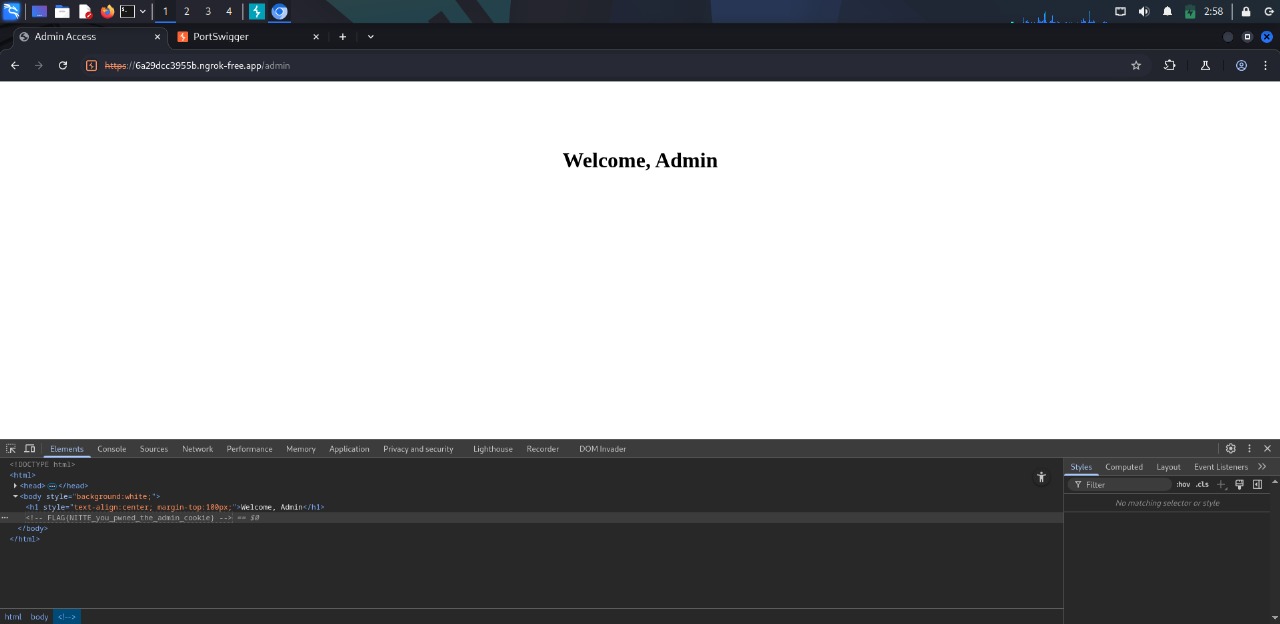 1 2 3 4 2:58
Admin Access PortSwigger
https://6a29dcc3955b.ngrok-free.app/admin
Welcome, Admin
Elements Console Sources Network Performance Memory Application Privacy and security Lighthouse Recorder DOM Invader
Styles Computed Layout Event Listeners
Filter :hov .cls
No matching selector or style
<!DOCTYPE html>
<html>
<head> </head>
<body style="background:white;">
<h1 style="text-align:center; margin-top:100px;">Welcome, Admin</h1>
<!-- FLAG{NITTE_you_pwned_the_admin_cookie} --> == $0
</body>
</html>
html body <!-->